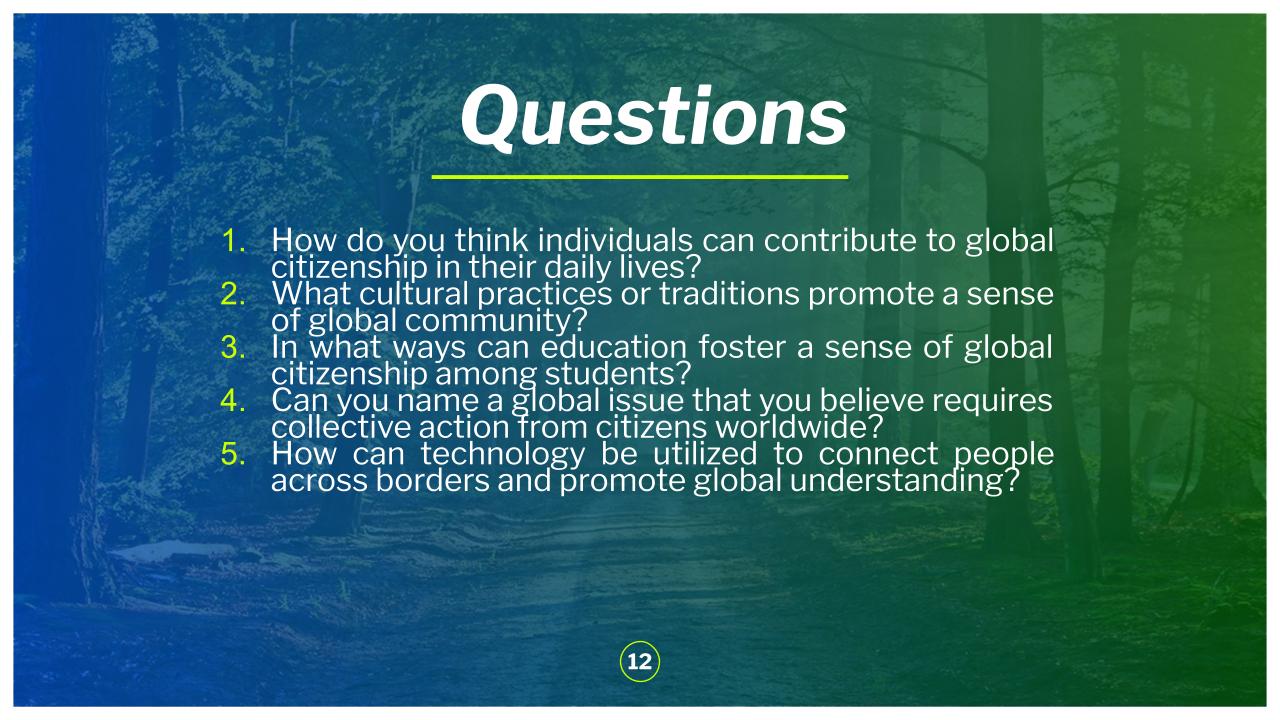 Questions
1. How do you think individuals can contribute to global
citizenship in their daily lives?
2. What cultural practices or traditions promote a sense
of global community?
3. In what ways can education foster a sense of global
citizenship among students?
4. Can you name a global issue that you believe requires
collective action from citizens worldwide?
5. How can technology be utilized to connect people
across borders and promote global understanding?
12